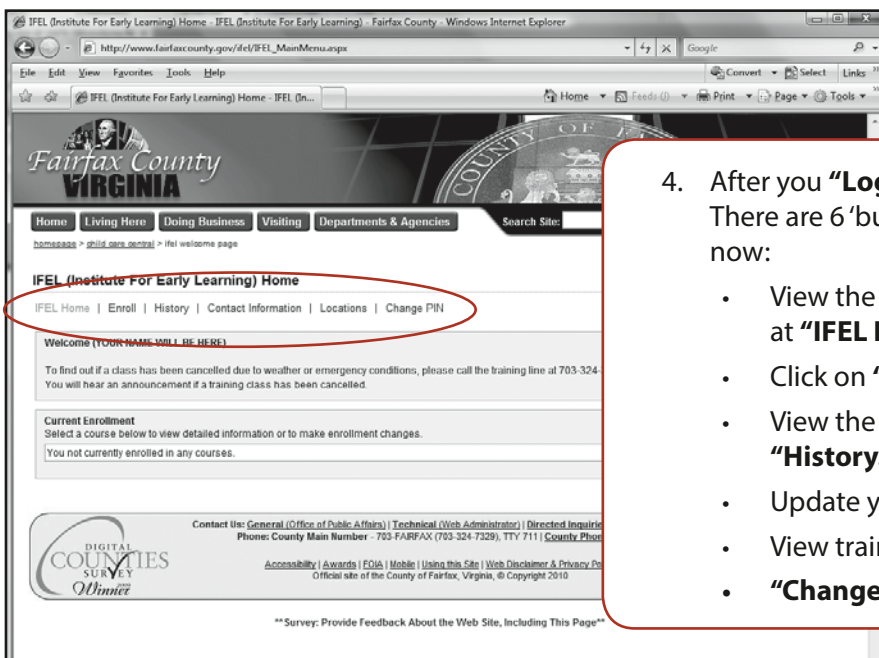 IFEL (Institute For Early Learning) Home - IFEL (Institute For Early Learning) - Fairfax County - Windows Internet Explorer
http://www.fairfaxcounty.gov/ifel/IFEL_MainMenu.aspx
Google
File Edit View Favorites Tools Help
Convert Select Links
IFEL (Institute For Early Learning) Home - IFEL (In...
Home Feeds (J) Print Page Tools
Fairfax County
VIRGINIA
COUNTY OF FA
Home Living Here Doing Business Visiting Departments & Agencies Search Site:
homepage > child care central > ifel welcome page
IFEL (Institute For Early Learning) Home
IFEL Home | Enroll | History | Contact Information | Locations | Change PIN
Welcome (YOUR NAME WILL BE HERE)
To find out if a class has been cancelled due to weather or emergency conditions, please call the training line at 703-324-
You will hear an announcement if a training class has been cancelled.
Current Enrollment
Select a course below to view detailed information or to make enrollment changes.
You not currently enrolled in any courses.
DIGITAL
COUNTIES
SURVEY
Winner
Contact Us: General (Office of Public Affairs) | Technical (Web Administrator) | Directed Inquirie
Phone: County Main Number - 703-FAIRFAX (703-324-7329), TTY 711 | County Phon
Accessibility | Awards | FOIA | Mobile | Using this Site | Web Disclaimer & Privacy Po
Official site of the County of Fairfax, Virginia, © Copyright 2010
**Survey: Provide Feedback About the Web Site, Including This Page**
4. After you “Log
There are 6 ‘bu
now:
• View the
at “IFEL
• Click on “
• View the
“History
• Update y
• View trai
• “Change